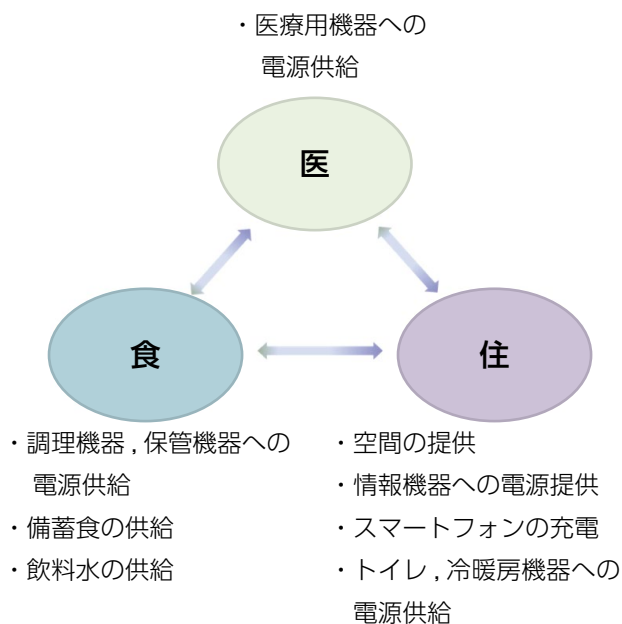 ・医療用機器への
電源供給
医
食
住
・調理機器，保管機器への
電源供給
・備蓄食の供給
・飲料水の供給
・空間の提供
・情報機器への電源提供
・スマートフォンの充電
・トイレ，冷暖房機器への
電源供給